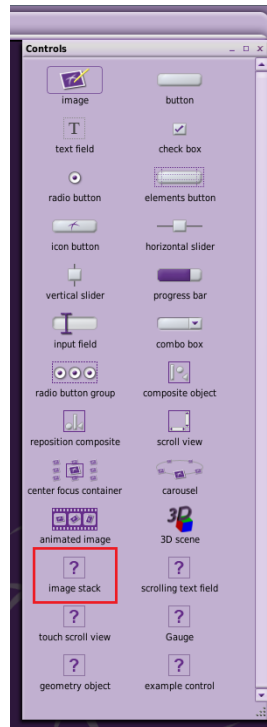 Controls
image button
text field check box
radio button elements button
icon button horizontal slider
vertical slider progress bar
input field combo box
radio button group composite object
reposition composite scroll view
center focus container carousel
animated image 3D scene
image stack scrolling text field
touch scroll view Gauge
geometry object example control